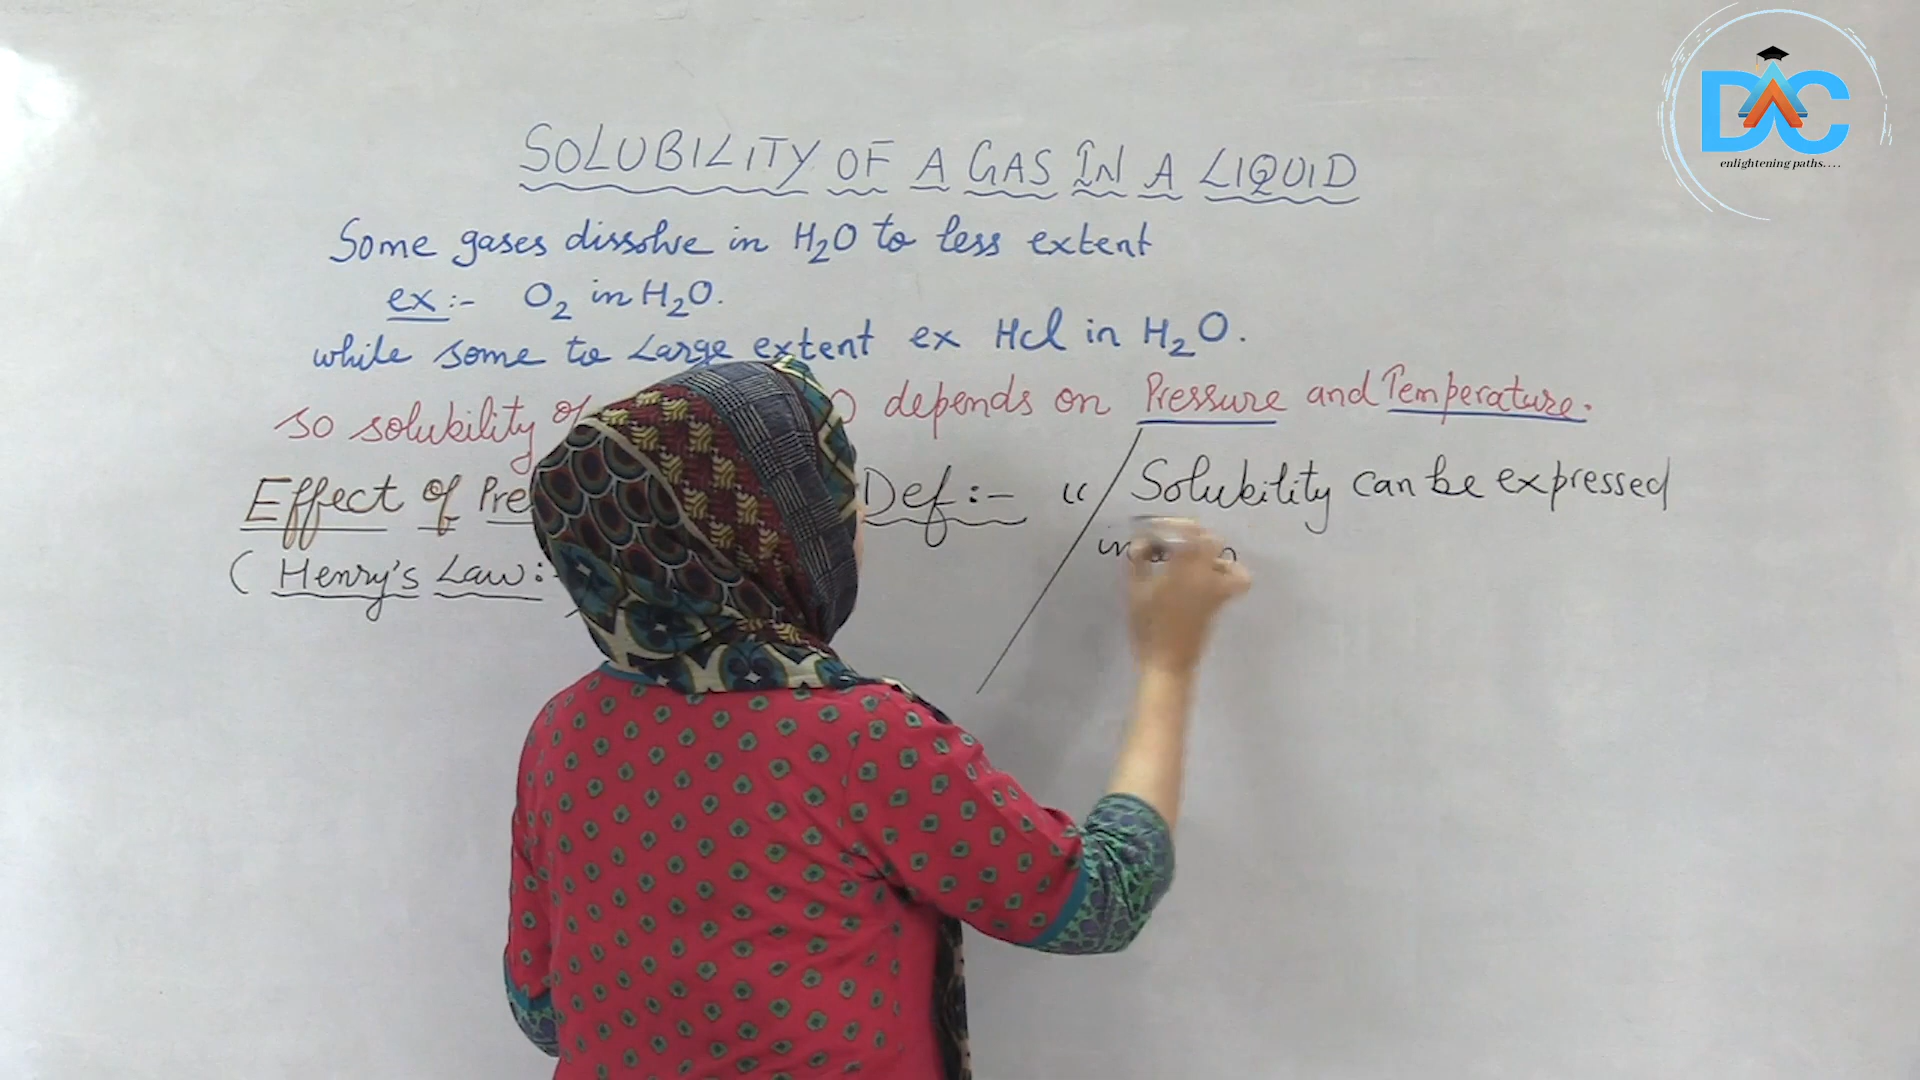 DAC
enlightening paths....
SOLUBILITY OF A GAS IN A LIQUID
Some gases dissolve in H2O to less extent
ex:- O2 in H2O.
while some to Large extent ex Hcl in H2O.
so solubility of depends on Pressure and Temperature.
Effect of Def:- " Solubility can be expressed
in
(Henry's Law:-